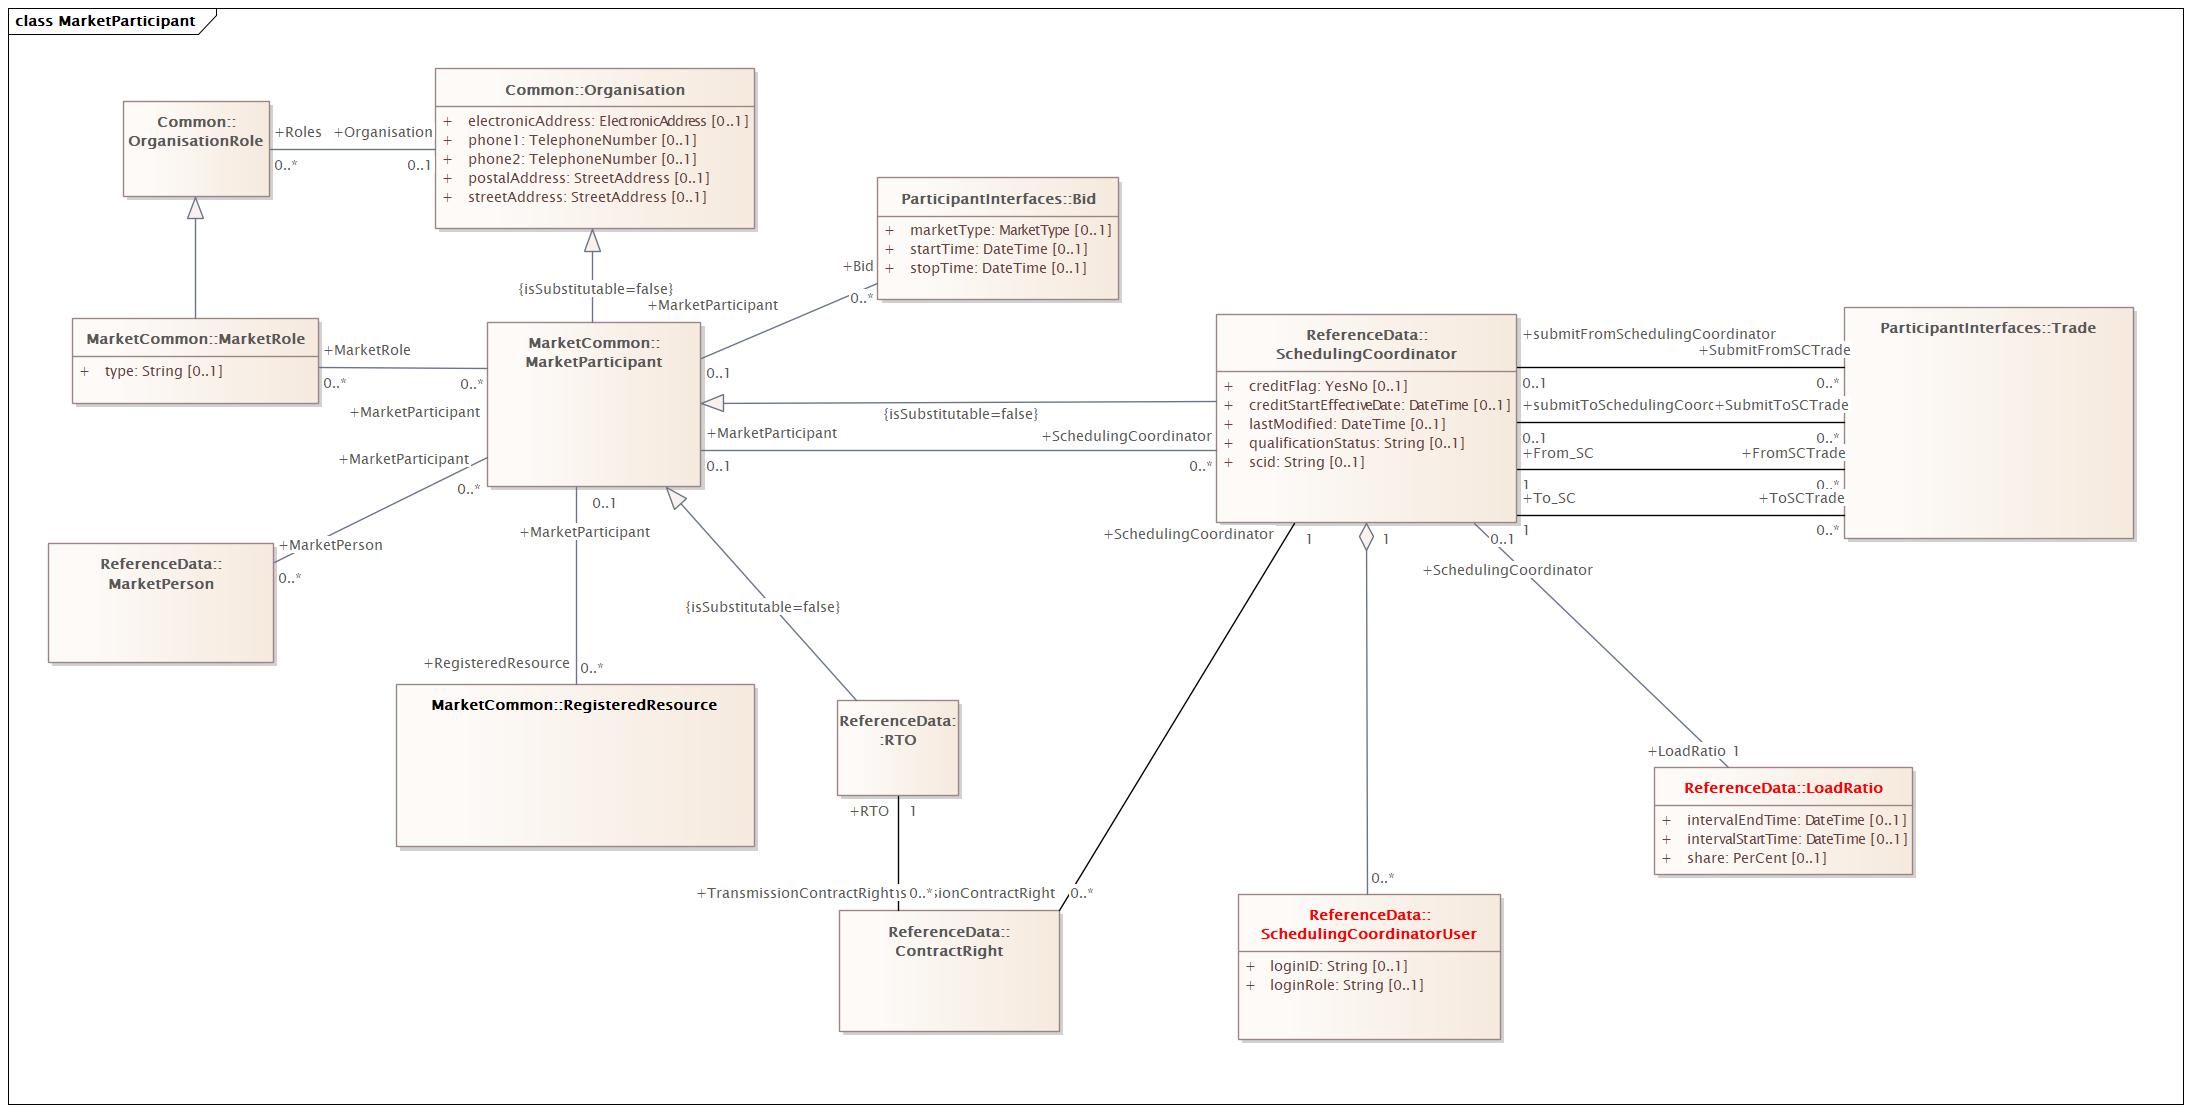 class MarketParticipant
Common::
OrganisationRole
+Roles
+Organisation
0..*
0..1
Common::Organisation
+ electronicAddress: ElectronicAddress [0..1]
+ phone1: TelephoneNumber [0..1]
+ phone2: TelephoneNumber [0..1]
+ postalAddress: StreetAddress [0..1]
+ streetAddress: StreetAddress [0..1]
{isSubstitutable=false}
ParticipantInterfaces::Bid
+ marketType: MarketType [0..1]
+ startTime: DateTime [0..1]
+ stopTime: DateTime [0..1]
+Bid
0..*
+MarketParticipant
0..1
MarketCommon::MarketRole
+ type: String [0..1]
+MarketRole
0..*
0..*
+MarketParticipant
MarketCommon::
MarketParticipant
{isSubstitutable=false}
+MarketParticipant
0..1
+SchedulingCoordinator
0..*
ReferenceData::
SchedulingCoordinator
+ creditFlag: YesNo [0..1]
+ creditStartEffectiveDate: DateTime [0..1]
+ lastModified: DateTime [0..1]
+ qualificationStatus: String [0..1]
+ scid: String [0..1]
+submitFromSchedulingCoordinator
+SubmitFromSCTrade
0..1
0..*
+submitToSchedulingCoorc
+SubmitToSCTrade
0..1
0..*
+From_SC
+FromSCTrade
1
0..*
+To_SC
+ToSCTrade
1
0..*
ParticipantInterfaces::Trade
+MarketParticipant
0..*
+MarketPerson
0..*
ReferenceData::
MarketPerson
0..1
+MarketParticipant
+RegisteredResource
0..*
MarketCommon::RegisteredResource
{isSubstitutable=false}
ReferenceData:
:RTO
+RTO
1
+TransmissionContractRights
0..*
ionContractRight
0..*
ReferenceData::
ContractRight
+SchedulingCoordinator
1
1
0..*
ReferenceData::
SchedulingCoordinatorUser
+ loginID: String [0..1]
+ loginRole: String [0..1]
0..1
+SchedulingCoordinator
+LoadRatio
1
ReferenceData::LoadRatio
+ intervalEndTime: DateTime [0..1]
+ intervalStartTime: DateTime [0..1]
+ share: PerCent [0..1]